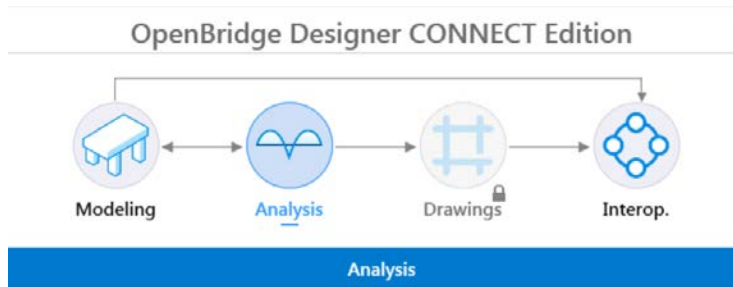 OpenBridge Designer CONNECT Edition
Modeling
Analysis
Drawings
Interop.
Analysis